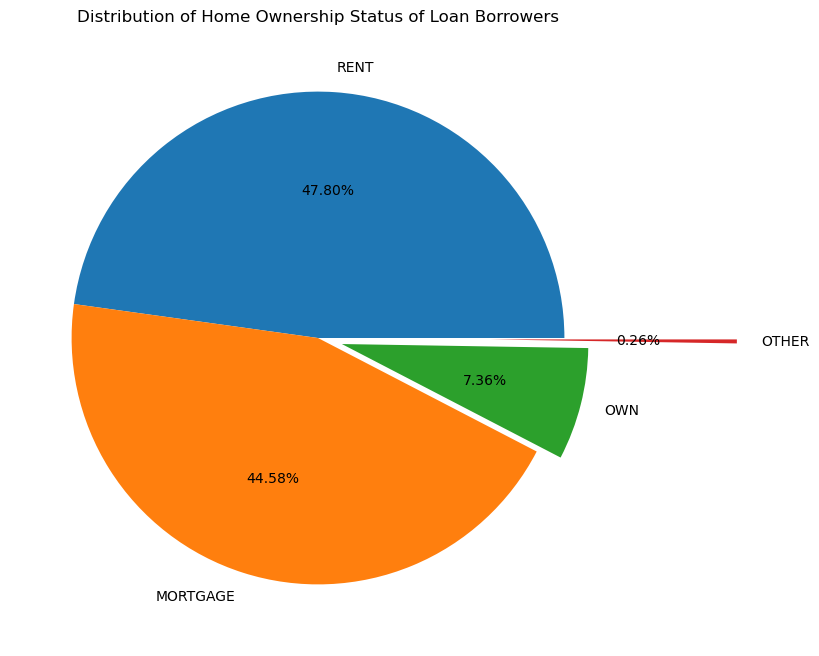 Distribution of Home Ownership Status of Loan Borrowers
RENT
47.80%
0.26%
OTHER
7.36%
OWN
44.58%
MORTGAGE